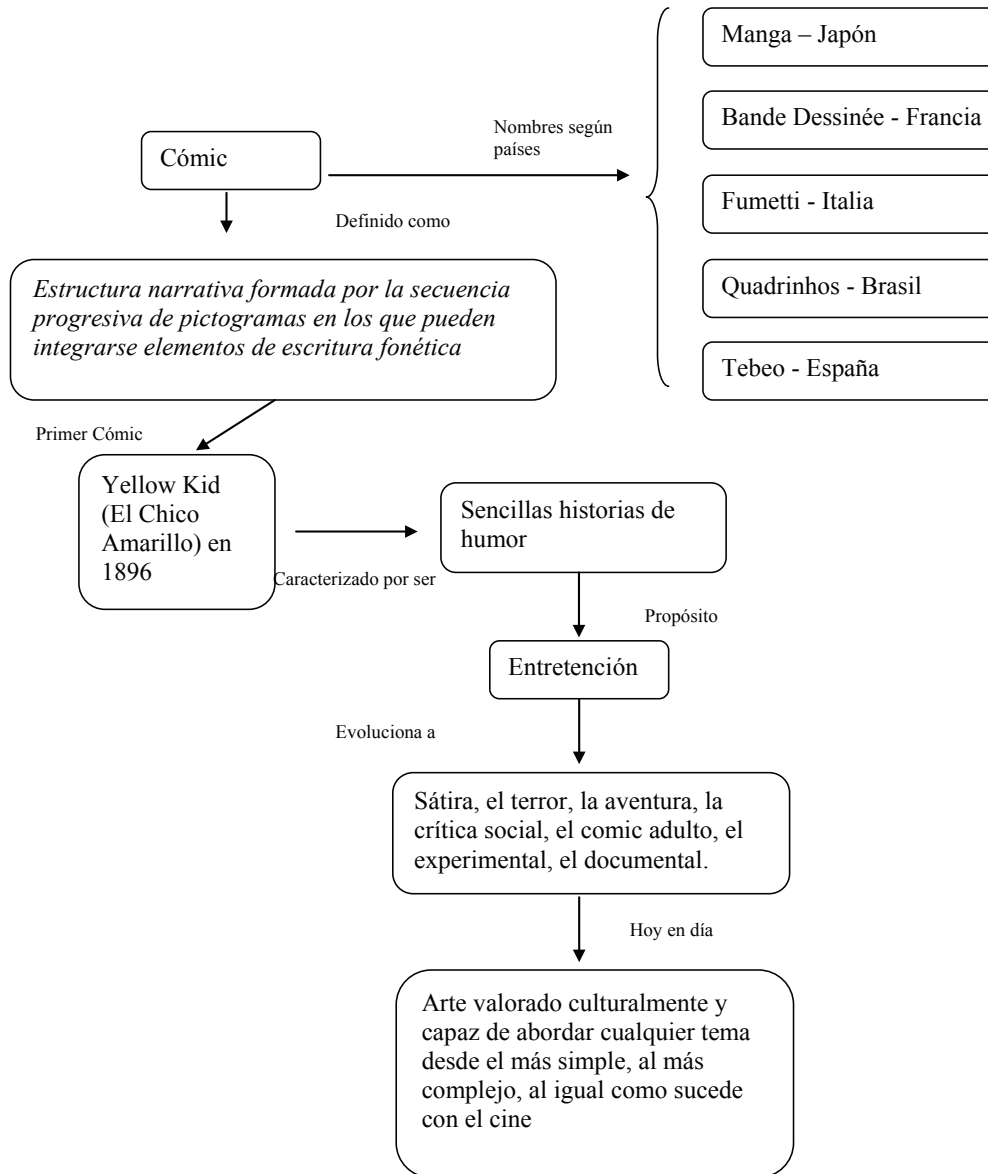 Manga – Japón
Bande Dessinée - Francia
Nombres según
países
Cómic
Fumetti - Italia
Definido como
Estructura narrativa formada por la secuencia
progresiva de pictogramas en los que pueden
integrarse elementos de escritura fonética
Quadrinhos - Brasil
Tebeo - España
Primer Cómic
Yellow Kid
(El Chico
Amarillo) en
1896
Caracterizado por ser
Sencillas historias de
humor
Propósito
Entretención
Evoluciona a
Sátira, el terror, la aventura, la
crítica social, el comic adulto, el
experimental, el documental.
Hoy en día
Arte valorado culturalmente y
capaz de abordar cualquier tema
desde el más simple, al más
complejo, al igual como sucede
con el cine